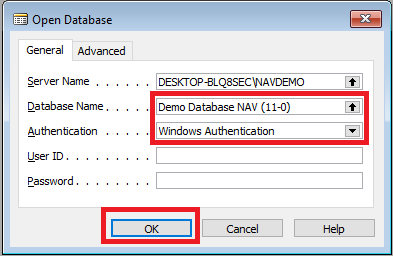 Open Database
General Advanced
Server Name . . . . . . DESKTOP-BLQ8SEC\NAVDEMO
Database Name . . . . . Demo Database NAV (11-0)
Authentication . . . . . Windows Authentication
User ID . . . . . . . . .
Password . . . . . . . .
OK Cancel Help